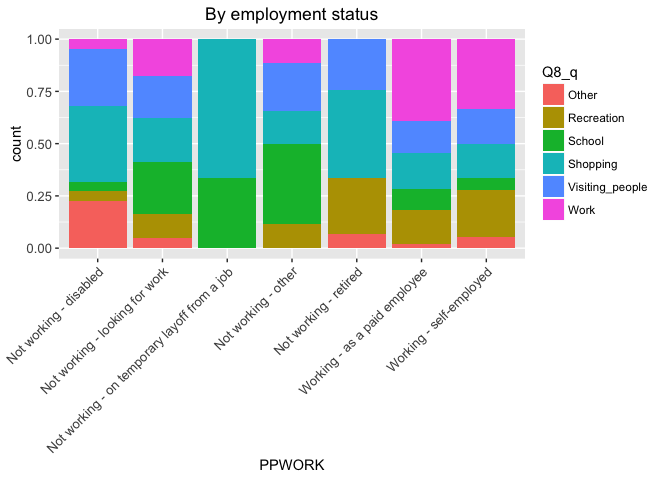 By employment status
count
1.00
0.75
0.50
0.25
0.00
Not working - disabled
Not working - looking for work
Not working - on temporary layoff from a job
Not working - other
Not working - retired
Working - as a paid employee
Working - self-employed
PPWORK
Q8_q
Other
Recreation
School
Shopping
Visiting_people
Work